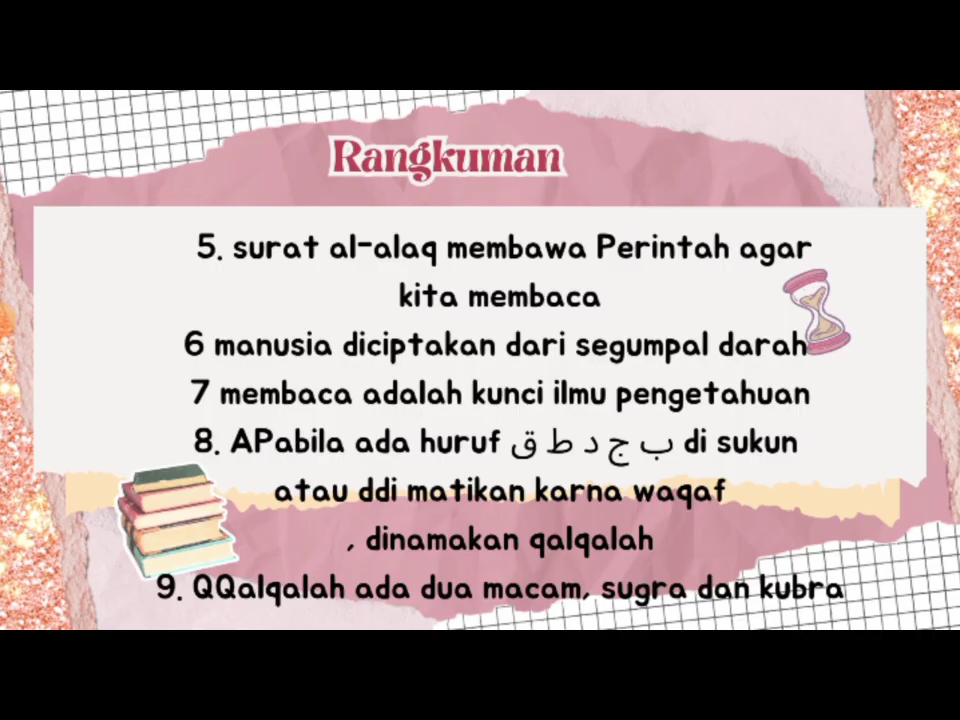 Rangkuman
5. surat al-alaq membawa Perintah agar
kita membaca
6 manusia diciptakan dari segumpal darah
7 membaca adalah kunci ilmu pengetahuan
8. APabila ada huruf ب ج د ط ق di sukun
atau ddi matikan karna waqaf
, dinamakan qalqalah
9. QQalqalah ada dua macam, sugra dan kubra